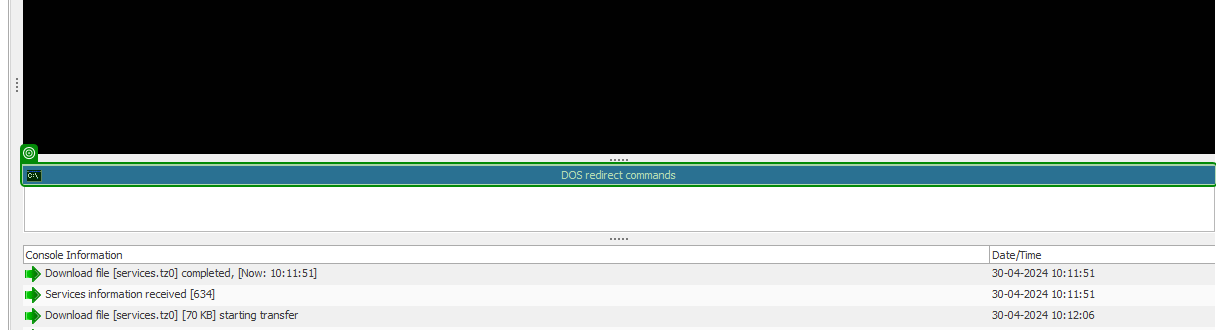 C:\
DOS redirect commands
Console Information Date/Time
Download file [services.tz0] completed, [Now: 10:11:51] 30-04-2024 10:11:51
Services information received [634] 30-04-2024 10:11:51
Download file [services.tz0] [70 KB] starting transfer 30-04-2024 10:12:06